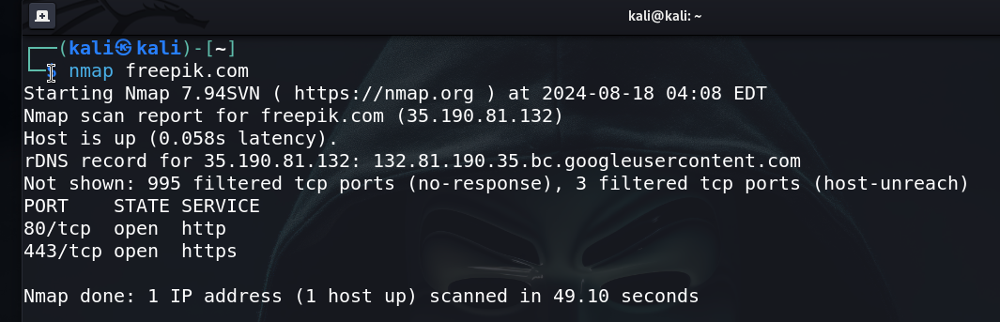 kali@kali: ~
┌──(kali㉿kali)-[~]
└─$ nmap freepik.com
Starting Nmap 7.94SVN ( https://nmap.org ) at 2024-08-18 04:08 EDT
Nmap scan report for freepik.com (35.190.81.132)
Host is up (0.058s latency).
rDNS record for 35.190.81.132: 132.81.190.35.bc.googleusercontent.com
Not shown: 995 filtered tcp ports (no-response), 3 filtered tcp ports (host-unreach)
PORT    STATE SERVICE
80/tcp  open  http
443/tcp open  https
Nmap done: 1 IP address (1 host up) scanned in 49.10 seconds